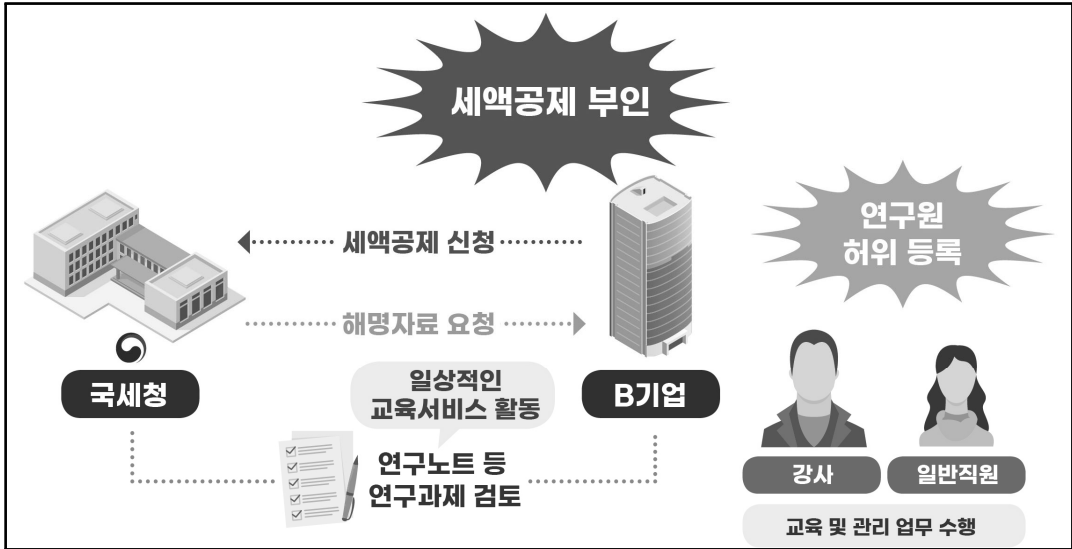 세액공제 부인
연구원
허위 등록
세액공제 신청
해명자료 요청
국세청
B기업
일상적인
교육서비스 활동
연구노트 등
연구과제 검토
강사
일반직원
교육 및 관리 업무 수행